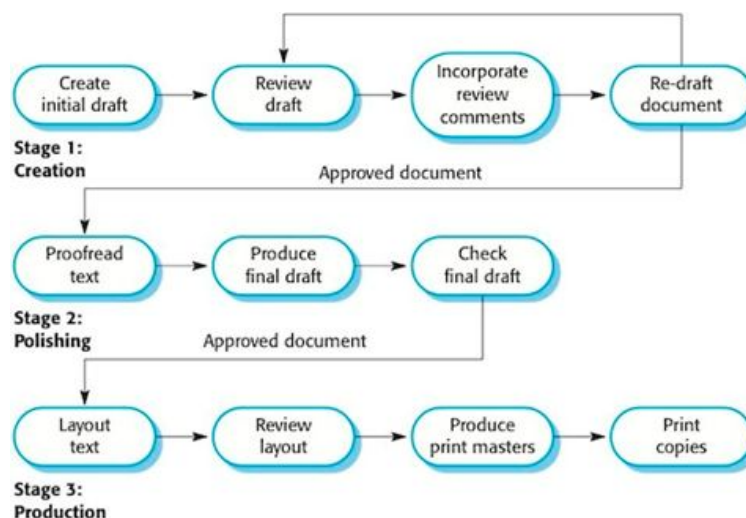 Create
initial draft
Review
draft
Incorporate
review
comments
Re-draft
document
Stage 1:
Creation
Approved document
Proofread
text
Produce
final draft
Check
final draft
Stage 2:
Polishing
Approved document
Layout
text
Review
layout
Produce
print masters
Print
copies
Stage 3:
Production